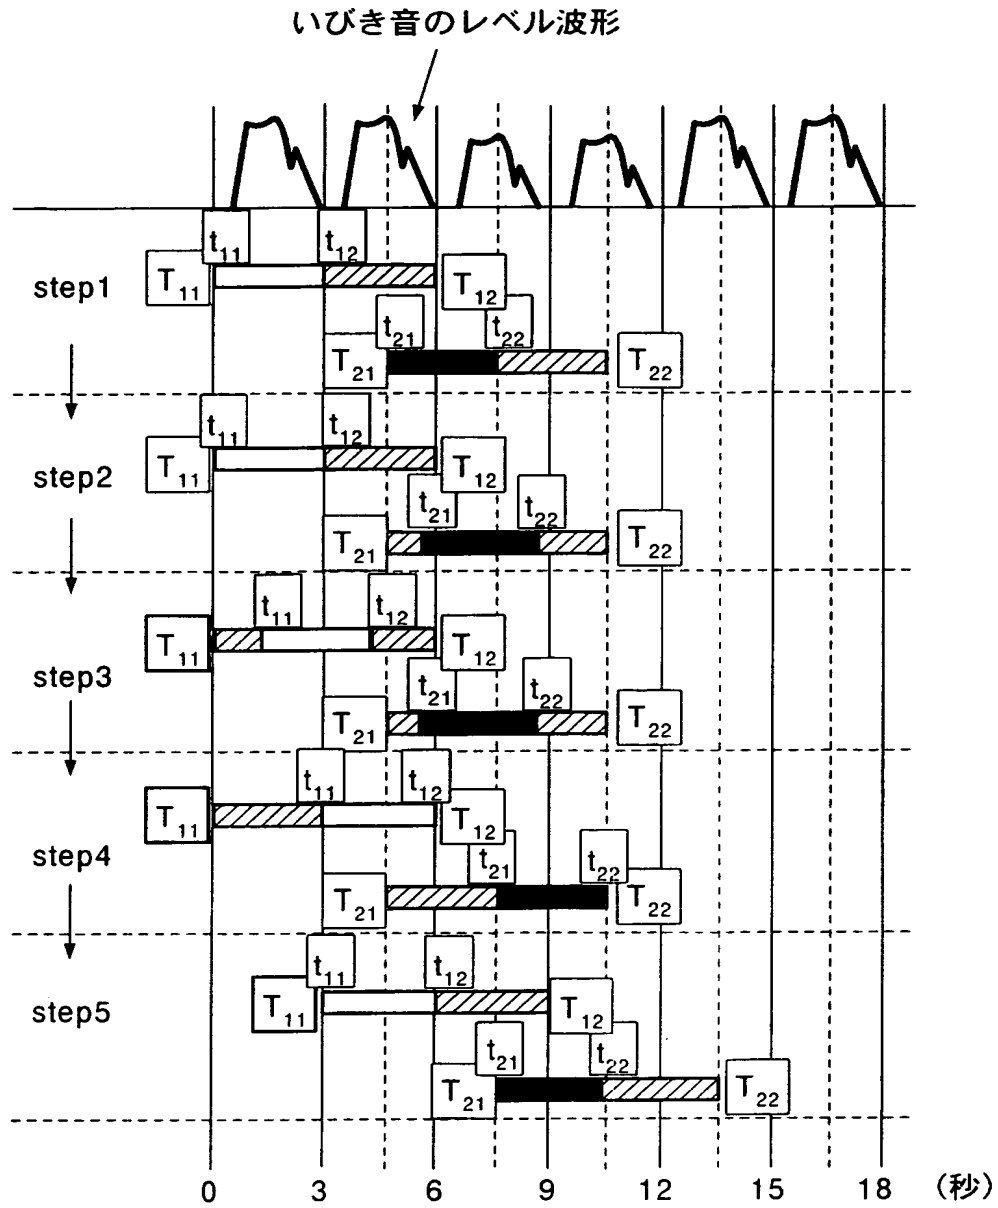 いびき音のレベル波形
t11 t12
step1 T11 T12
t21 t22
T21 T22
t11 t12
step2 T11 T12
t21 t22
T21 T22
t11 t12
T11 T12
step3 t21 t22
T21 T22
t11 t12
T11 T12
step4 t21 t22
T21 T22
t11 t12
step5 T11 T12
t21 t22
T21 T22
0 3 6 9 12 15 18 (秒)